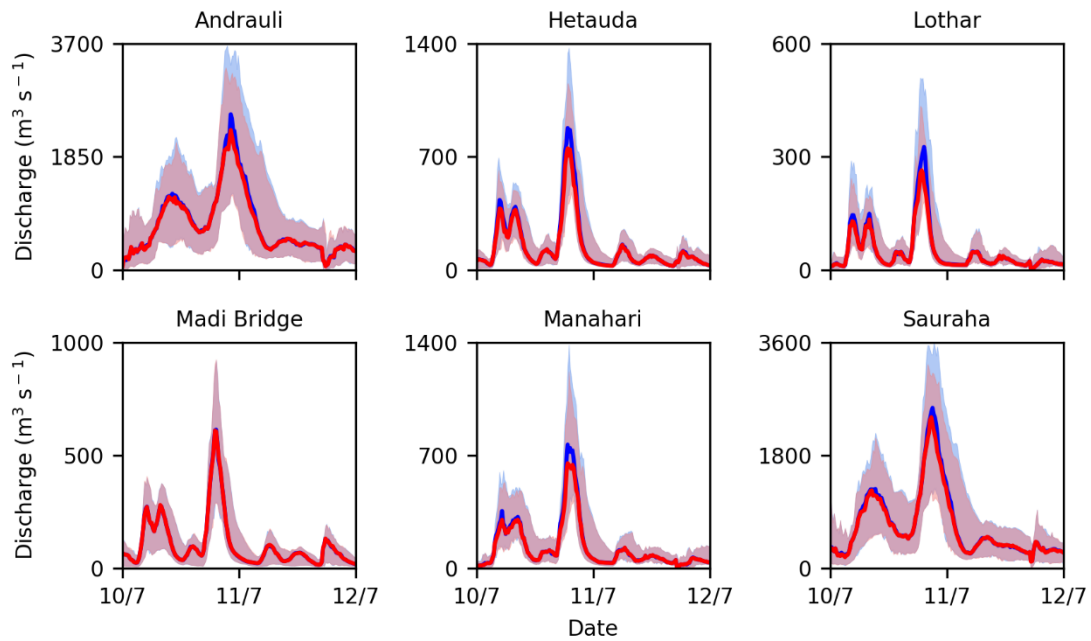 Andrauli
Hetauda
Lothar
Discharge (m³ s⁻¹)
3700
1850
0
1400
700
0
600
300
0
Madi Bridge
Manahari
Sauraha
Discharge (m³ s⁻¹)
1000
500
0
1400
700
0
3600
1800
0
10/7 11/7 12/7
10/7 11/7 12/7
10/7 11/7 12/7
Date